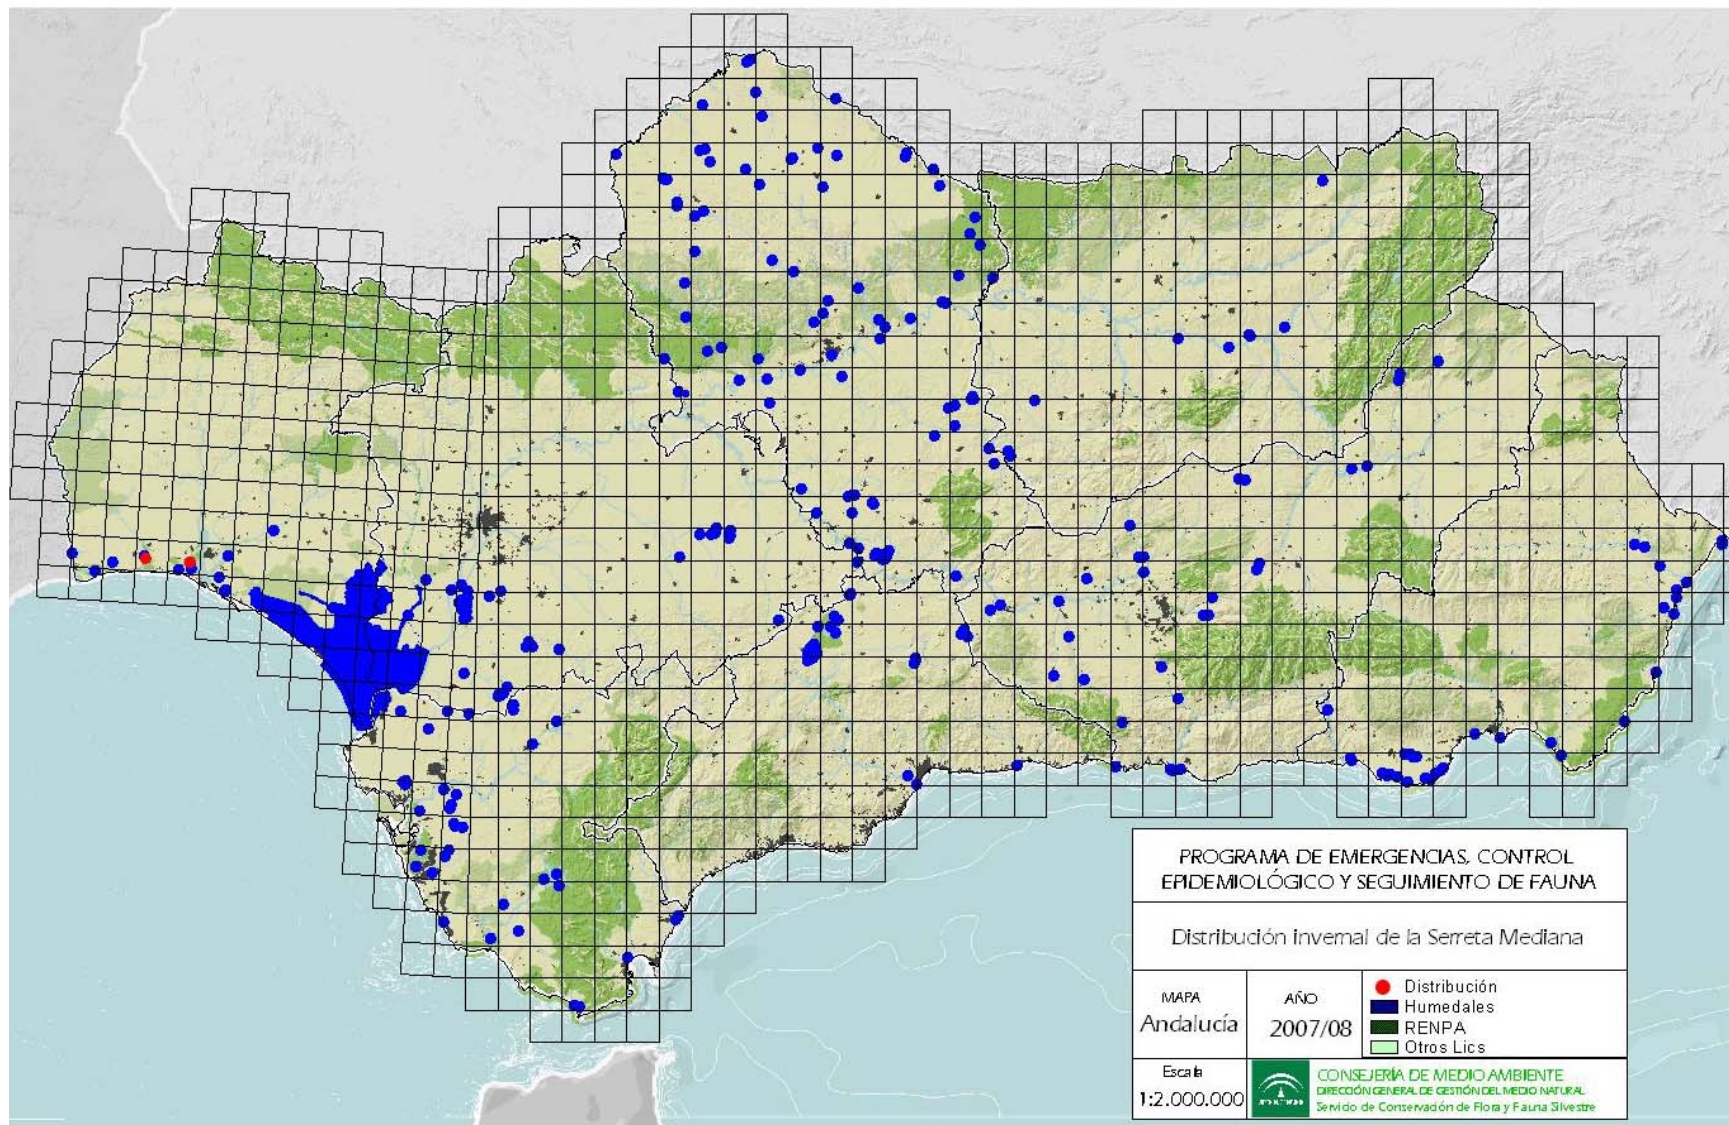 PROGRAMA DE EMERGENCIAS, CONTROL
EPIDEMIOLÓGICO Y SEGUIMIENTO DE FAUNA
Distribución invernal de la Serreta Mediana
MAPA
Andalucía
AÑO
2007/08
Distribución
Humedales
RENPA
Otros Lics
Escala
1:2.000.000
CONSEJERÍA DE MEDIO AMBIENTE
DIRECCIÓN GENERAL DE GESTIÓN DEL MEDIO NATURAL
Servicio de Conservación de Flora y Fauna Silvestre